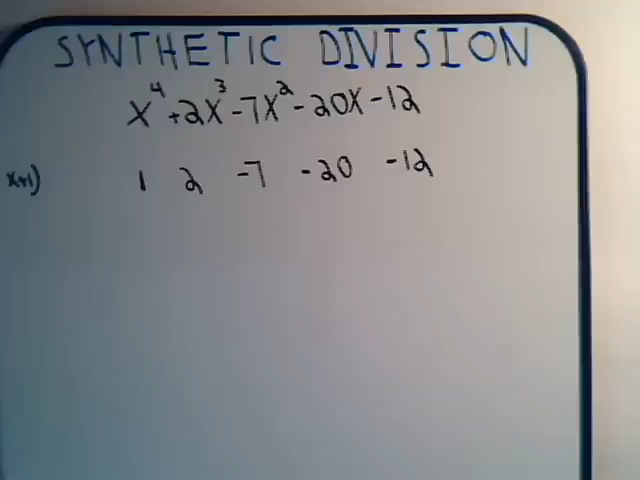 SYNTHETIC DIVISION
x⁴+2x³-7x²-20x-12
x+1) 1 2 -7 -20 -12